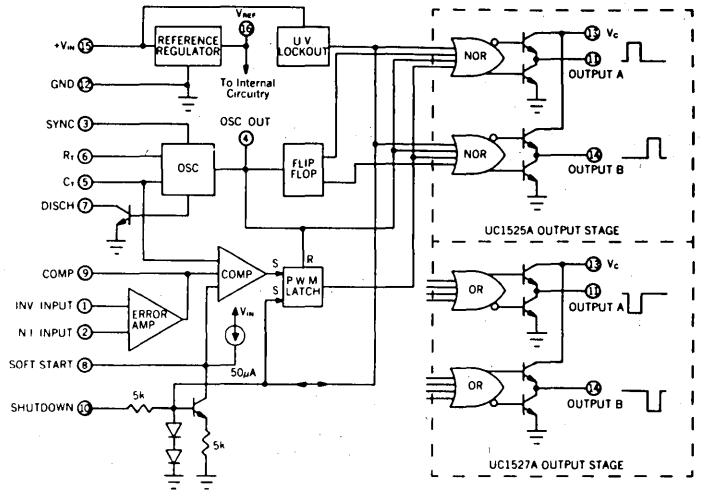 VREF
16
+VIN 15
REFERENCE
REGULATOR
UV
LOCKOUT
GND 12
To Internal
Circuitry
SYNC 3
OSC OUT
4
RT 6
CT 5
OSC
FLIP
FLOP
DISCH 7
COMP 9
COMP
S
R
S
PWM
LATCH
INV INPUT 1
NI INPUT 2
ERROR
AMP
VIN
SOFT START 8
50µA
SHUTDOWN 10
5k
5k
NOR
13 VC
11
OUTPUT A
NOR
14
OUTPUT B
UC1525A OUTPUT STAGE
OR
13 VC
11
OUTPUT A
OR
14
OUTPUT B
UC1527A OUTPUT STAGE